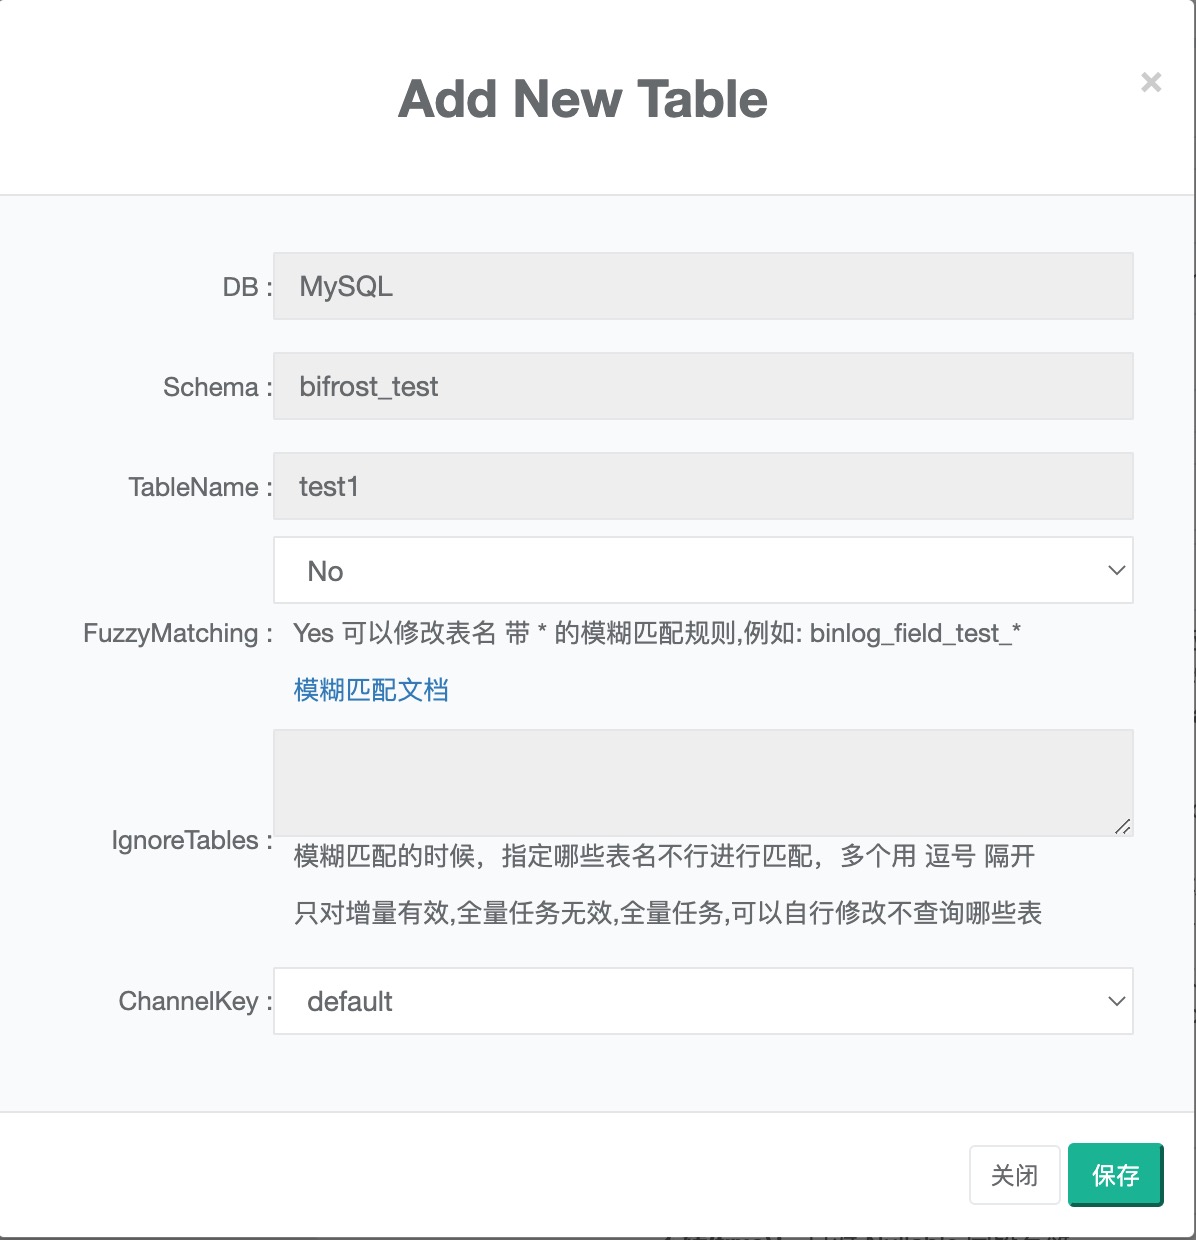 Add New Table
×
DB : MySQL
Schema : bifrost_test
TableName : test1
No
FuzzyMatching : Yes 可以修改表名 带 * 的模糊匹配规则,例如: binlog_field_test_*
模糊匹配文档
IgnoreTables :
模糊匹配的时候，指定哪些表名不行进行匹配，多个用 逗号 隔开
只对增量有效,全量任务无效,全量任务,可以自行修改不查询哪些表
ChannelKey : default
关闭 保存